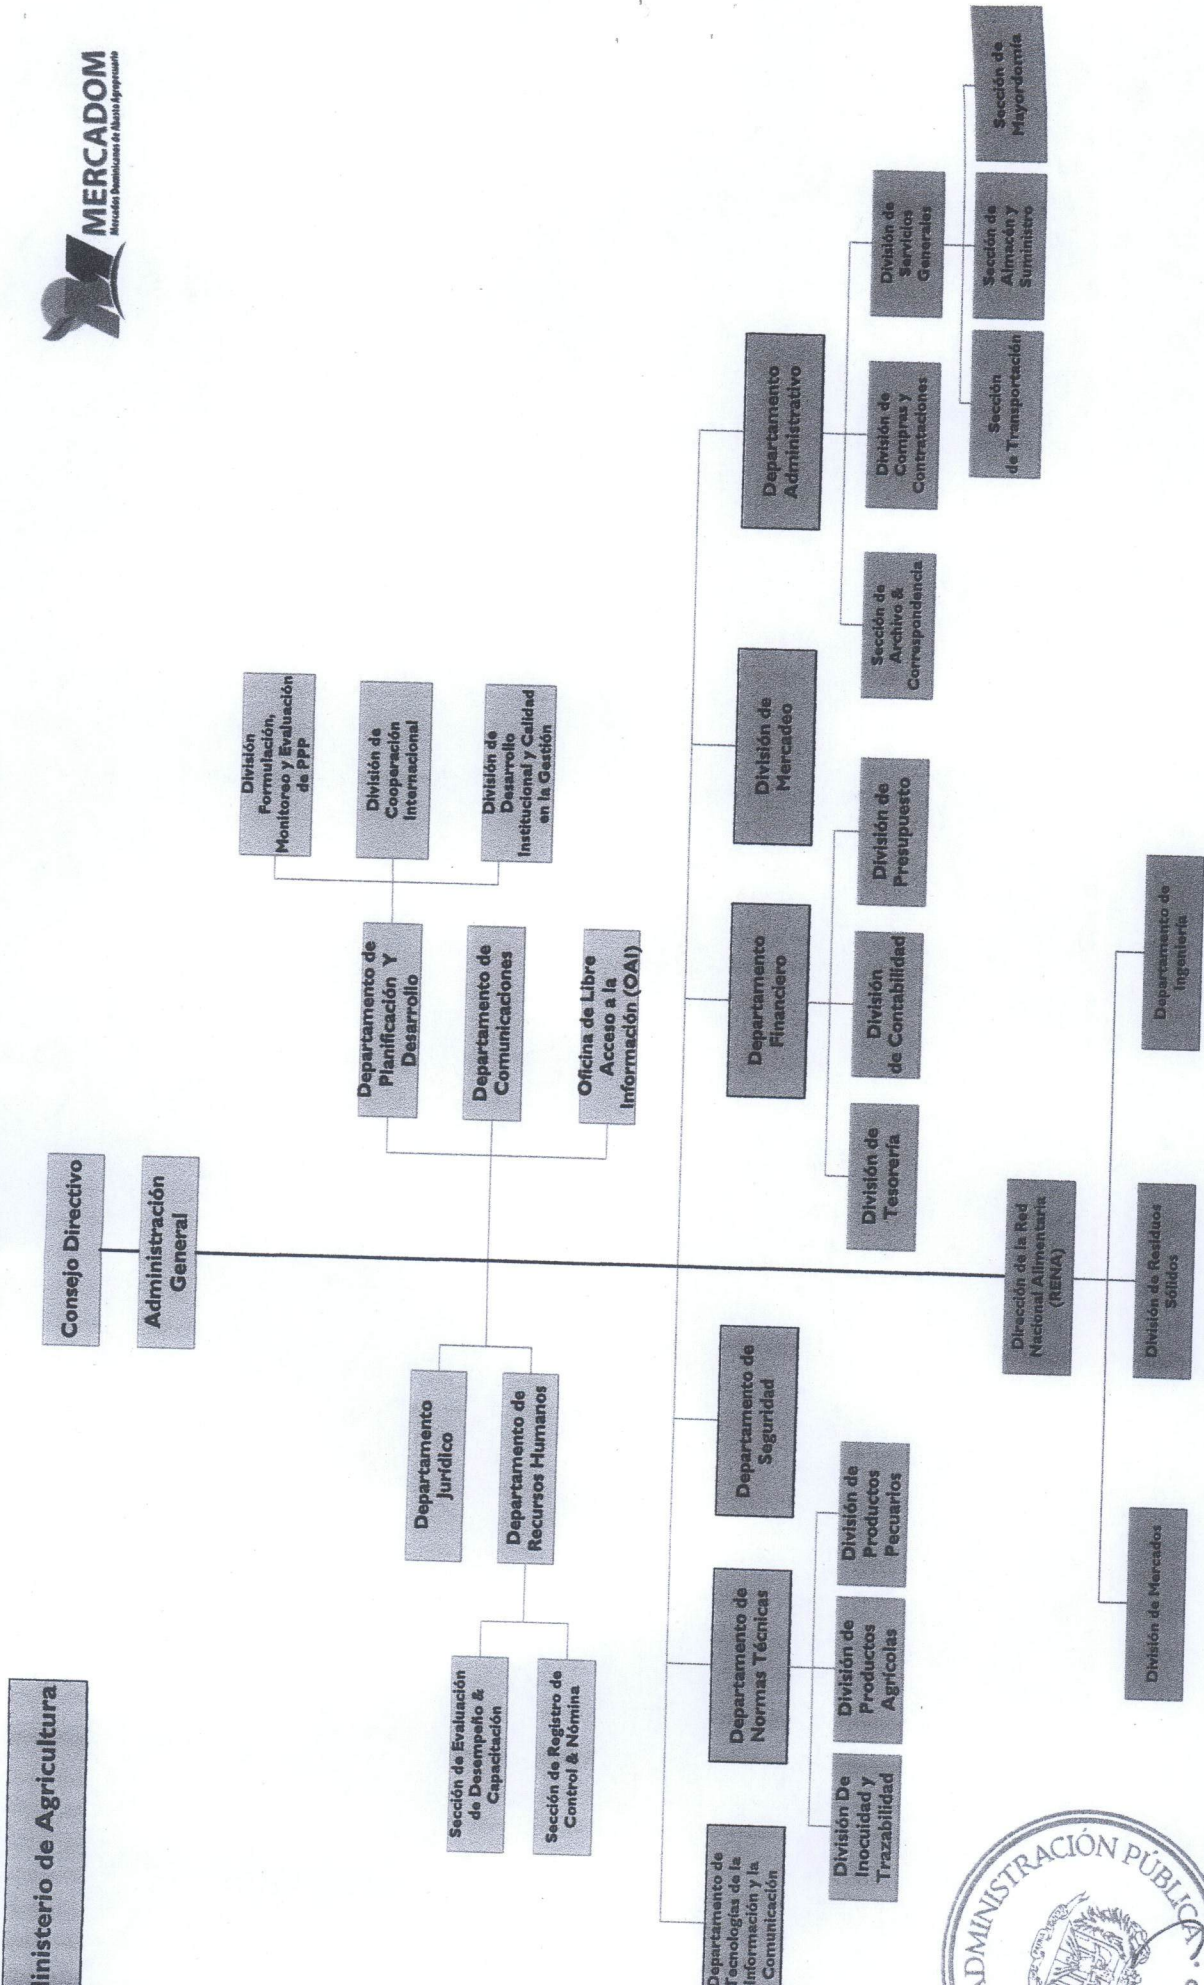 Ministerio de Agricultura
MERCADOM
Mercados Dominicanos de Abasto Agropecuario
Consejo Directivo
Administración
General
Departamento
Jurídico
Departamento de
Recursos Humanos
Sección de Evaluación
de Desempeño &
Capacitación
Sección de Registro de
Control & Nómina
Departamento de
Planificación Y
Desarrollo
Departamento de
Comunicaciones
Oficina de Libre
Acceso a la
Información (OAI)
División
Formulación,
Monitoreo y Evaluación
de PPP
División de
Cooperación
Internacional
División de
Desarrollo
Institucional y Calidad
en la Gestión
Departamento de
Tecnologías de la
Información y la
Comunicación
Departamento de
Normas Técnicas
Departamento de
Seguridad
Departamento
Financiero
División de
Mercadeo
Departamento
Administrativo
División De
Inocuidad y
Trazabilidad
División de
Productos
Agrícolas
División de
Productos
Pecuarios
División de
Tesorería
División
de Contabilidad
División de
Presupuesto
Sección de
Archivo &
Correspondencia
División de
Compras y
Contrataciones
División de
Servicios
Generales
Sección
de Transportación
Sección de
Almacén y
Suministro
Sección de
Mayordomía
Dirección de la Red
Nacional Alimentaria
(RENA)
División de Mercados
División de Residuos
Sólidos
Departamento de
Ingeniería
ADMINISTRACIÓN PÚBLICA